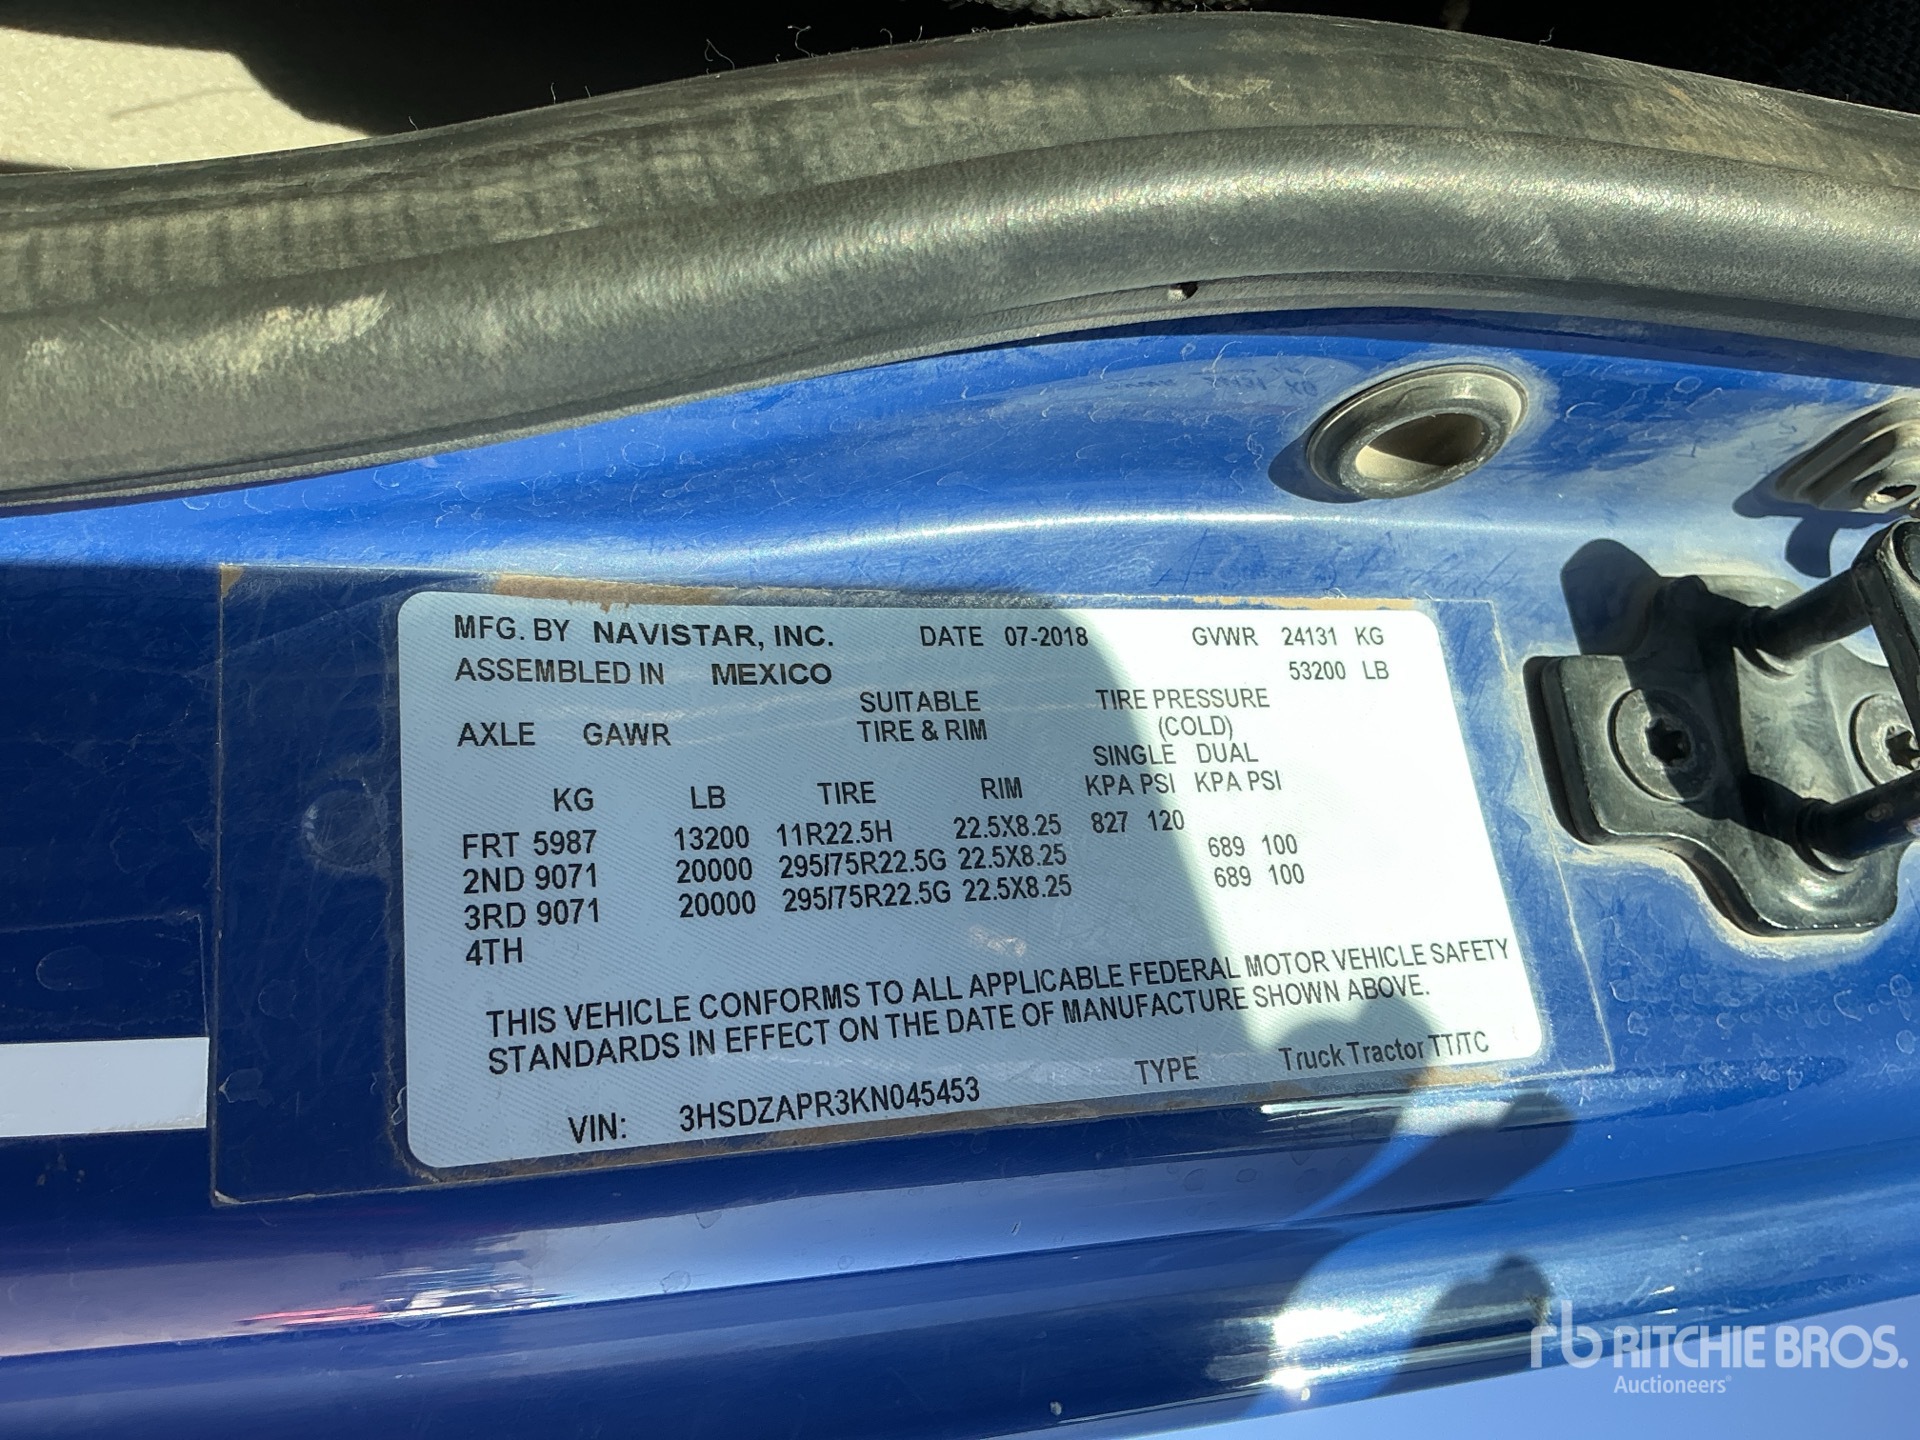 MFG. BY NAVISTAR, INC. DATE 07-2018 GVWR 24131 KG
ASSEMBLED IN MEXICO 53200 LB
SUITABLE TIRE PRESSURE
AXLE GAWR TIRE & RIM (COLD)
SINGLE DUAL
KG LB TIRE RIM KPA PSI KPA PSI
FRT 5987 13200 11R22.5H 22.5X8.25 827 120
2ND 9071 20000 295/75R22.5G 22.5X8.25 689 100
3RD 9071 20000 295/75R22.5G 22.5X8.25 689 100
4TH
THIS VEHICLE CONFORMS TO ALL APPLICABLE FEDERAL MOTOR VEHICLE SAFETY
STANDARDS IN EFFECT ON THE DATE OF MANUFACTURE SHOWN ABOVE.
VIN: 3HSDZAPR3KN045453 TYPE Truck Tractor TT/TC
rb RITCHIE BROS.
Auctioneers